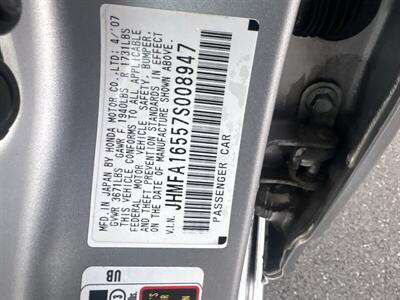 MFD. IN JAPAN BY HONDA MOTOR CO.,LTD: 4/07
GVWR 3671LBS GAWR F 1940LBS R 1731LBS
THIS VEHICLE CONFORMS TO ALL APPLICABLE
FEDERAL MOTOR VEHICLE SAFETY, BUMPER,
AND THEFT PREVENTION STANDARDS IN EFFECT
ON THE DATE OF MANUFACTURE SHOWN ABOVE.
V.I.N. JHMFA16557S008947
PASSENGER CAR
UB